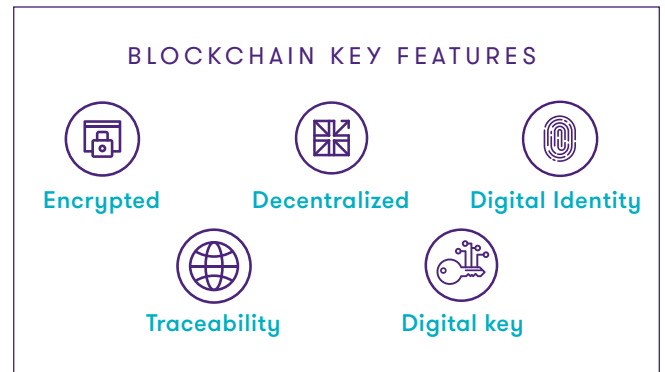 BLOCKCHAIN KEY FEATURES
Encrypted
Decentralized
Digital Identity
Traceability
Digital key